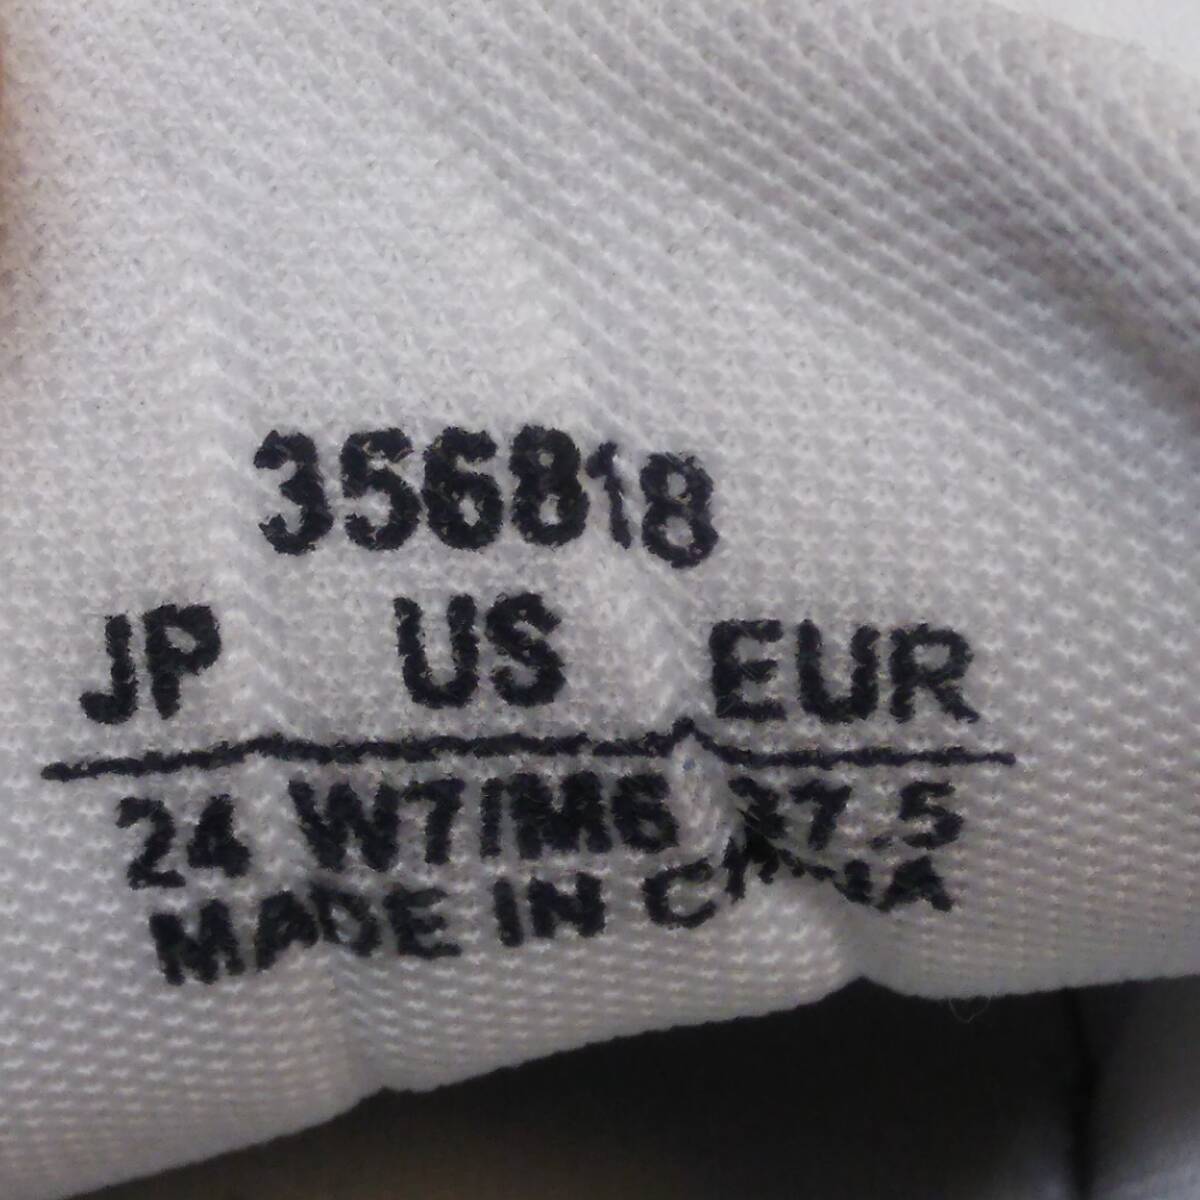 356818
JP US EUR
24 W7/M6 37.5
MADE IN CHINA